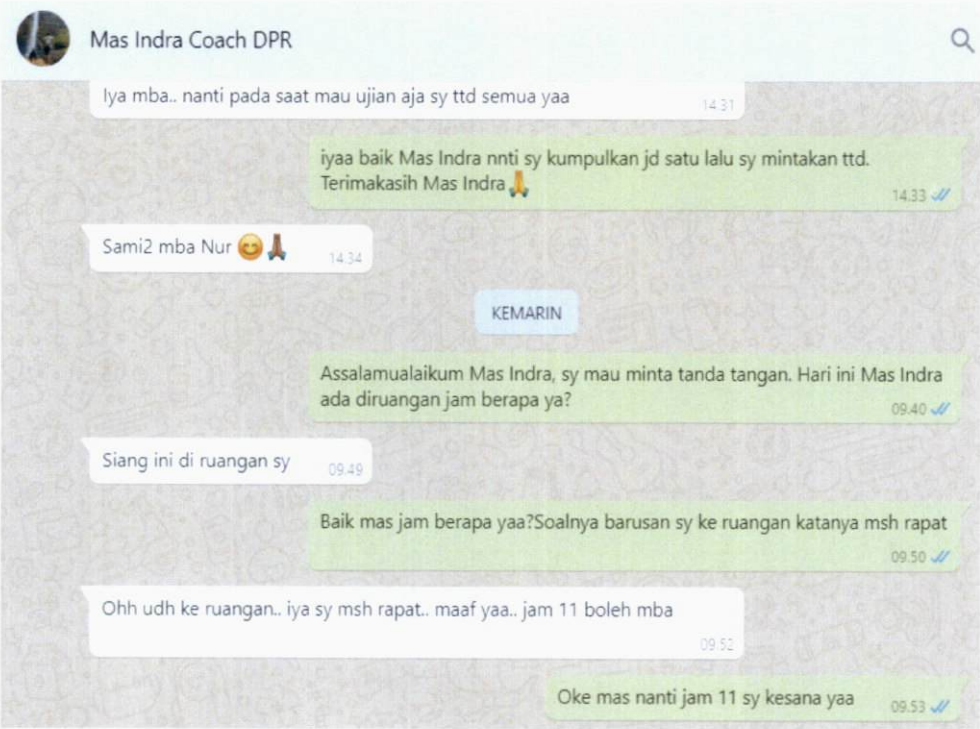 Mas Indra Coach DPR
Iya mba.. nanti pada saat mau ujian aja sy ttd semua yaa
14.31
iyaa baik Mas Indra nnti sy kumpulkan jd satu lalu sy mintakan ttd.
Terimakasih Mas Indra🙏
14.33
Sami2 mba Nur 😊🙏🏾
14.34
KEMARIN
Assalamualaikum Mas Indra, sy mau minta tanda tangan. Hari ini Mas Indra
ada diruangan jam berapa ya?
09.40
Siang ini di ruangan sy
09.49
Baik mas jam berapa yaa?Soalnya barusan sy ke ruangan katanya msh rapat
09.50
Ohh udh ke ruangan.. iya sy msh rapat.. maaf yaa.. jam 11 boleh mba
09.52
Oke mas nanti jam 11 sy kesana yaa
09.53